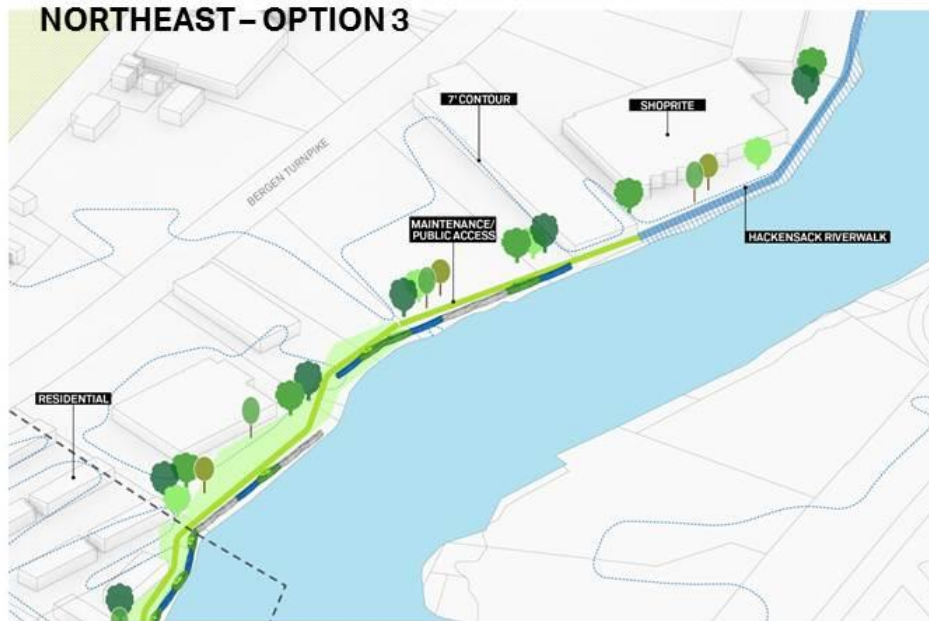 NORTHEAST – OPTION 3
7' CONTOUR
SHOPRITE
BERGEN TURNPIKE
MAINTENANCE/
PUBLIC ACCESS
HACKENSACK RIVERWALK
RESIDENTIAL